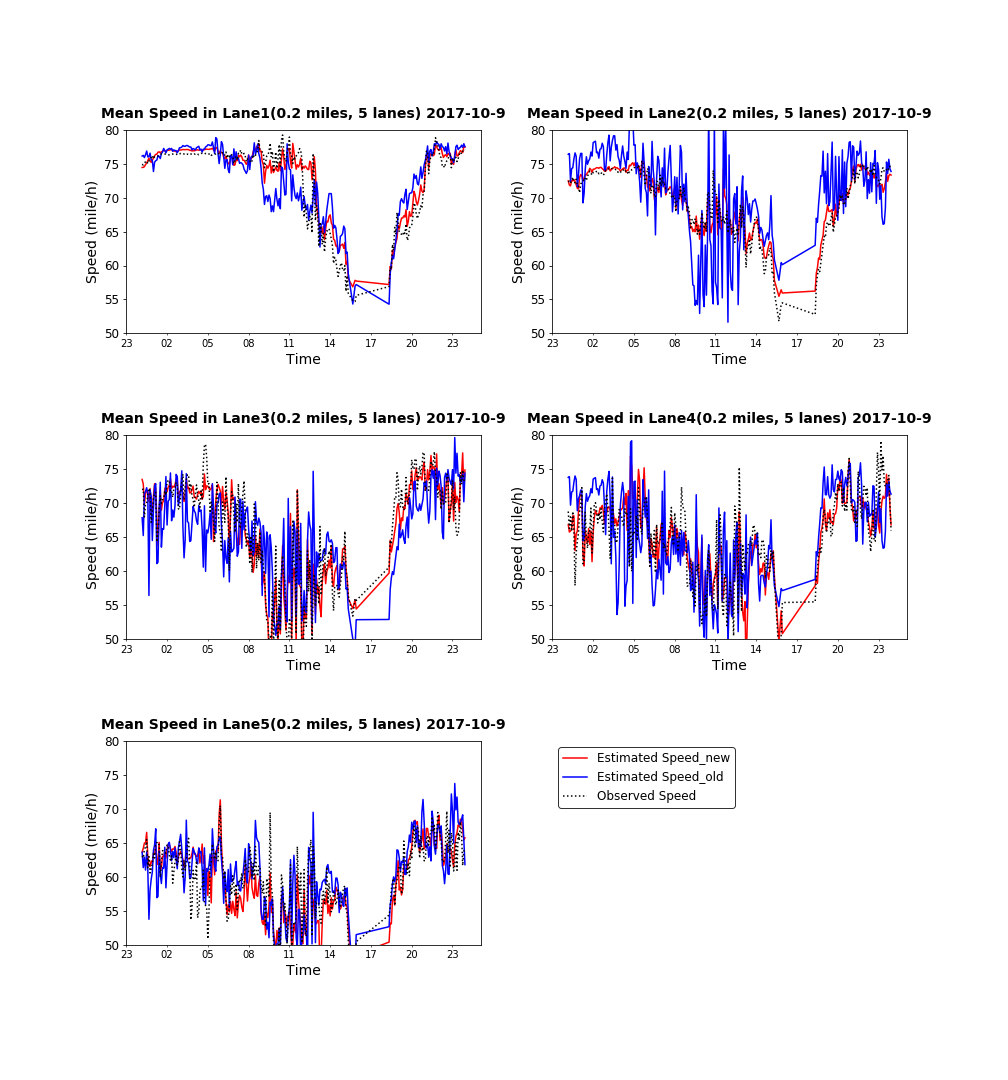 Mean Speed in Lane1(0.2 miles, 5 lanes) 2017-10-9
80
75
70
65
60
55
50
Speed (mile/h)
23 02 05 08 11 14 17 20 23
Time
Mean Speed in Lane2(0.2 miles, 5 lanes) 2017-10-9
80
75
70
65
60
55
50
Speed (mile/h)
23 02 05 08 11 14 17 20 23
Time
Mean Speed in Lane3(0.2 miles, 5 lanes) 2017-10-9
80
75
70
65
60
55
50
Speed (mile/h)
23 02 05 08 11 14 17 20 23
Time
Mean Speed in Lane4(0.2 miles, 5 lanes) 2017-10-9
80
75
70
65
60
55
50
Speed (mile/h)
23 02 05 08 11 14 17 20 23
Time
Mean Speed in Lane5(0.2 miles, 5 lanes) 2017-10-9
80
75
70
65
60
55
50
Speed (mile/h)
23 02 05 08 11 14 17 20 23
Time
Estimated Speed_new
Estimated Speed_old
Observed Speed